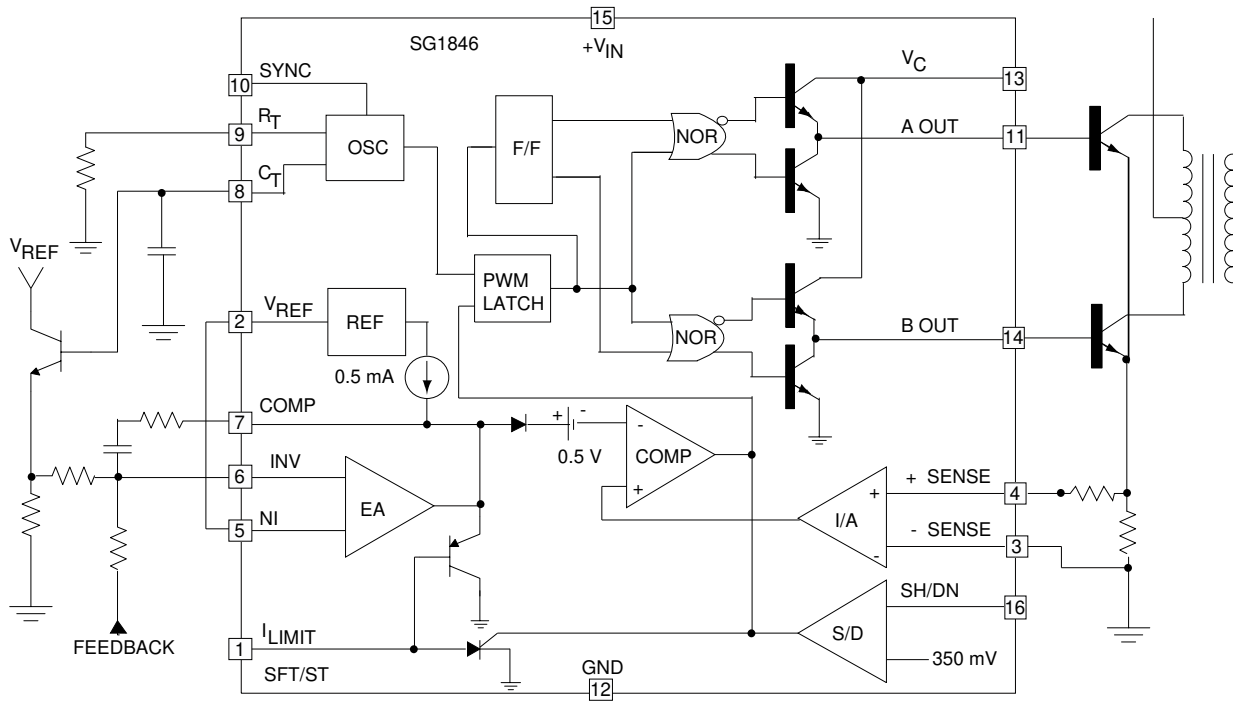 15
SG1846
+VIN
VC
10
SYNC
13
RT
9
OSC
F/F
NOR
A OUT
11
CT
8
VREF
PWM
LATCH
VREF
2
REF
NOR
B OUT
14
0.5 mA
COMP
7
+ -
-
0.5 V
COMP
+
INV
6
EA
+ SENSE
4
+
I/A
NI
5
- SENSE
3
-
SH/DN
16
S/D
FEEDBACK
ILIMIT
1
350 mV
SFT/ST
GND
12